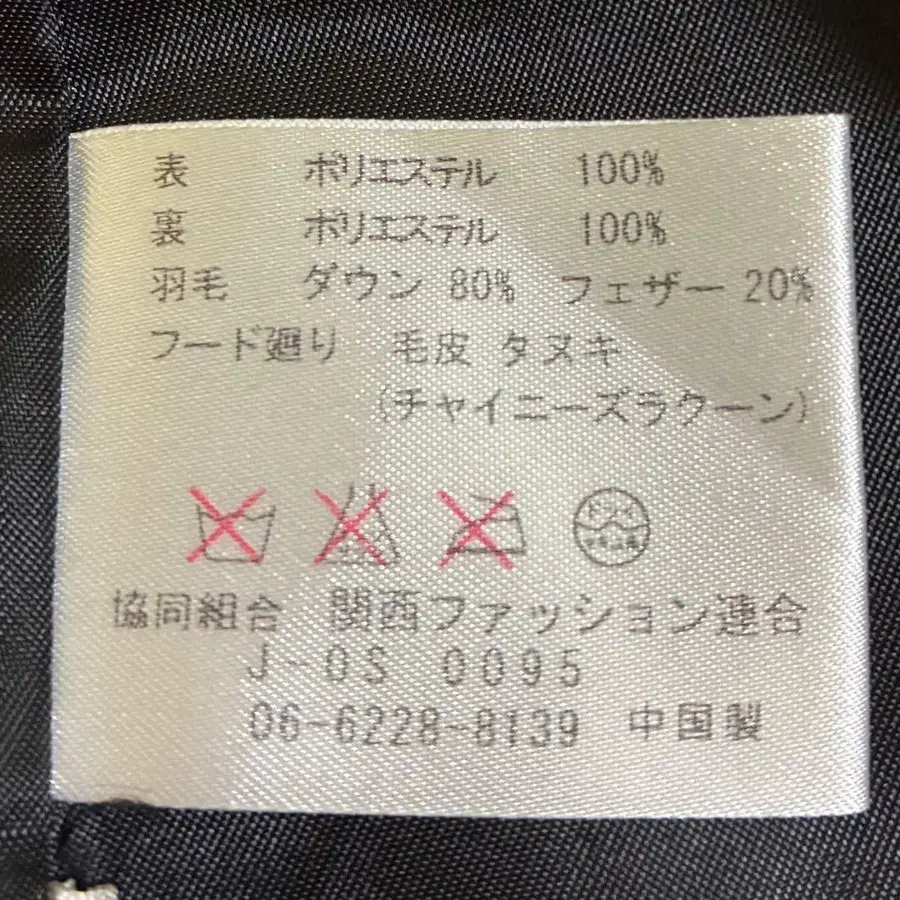 表 ポリエステル 100%
裏 ポリエステル 100%
羽毛 ダウン 80% フェザー 20%
フード廻り 毛皮 タヌキ
(チャイニーズラクーン)
ドライ
協同組合 関西ファッション連合
J-OS 0095
06-6228-8139 中国製